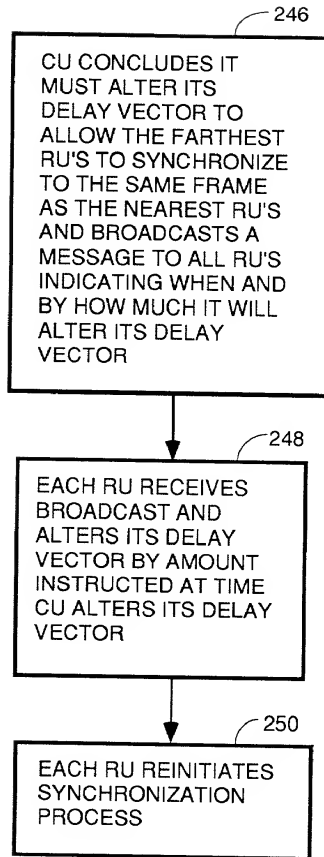 246
CU CONCLUDES IT
MUST ALTER ITS
DELAY VECTOR TO
ALLOW THE FARTHEST
RU'S TO SYNCHRONIZE
TO THE SAME FRAME
AS THE NEAREST RU'S
AND BROADCASTS A
MESSAGE TO ALL RU'S
INDICATING WHEN AND
BY HOW MUCH IT WILL
ALTER ITS DELAY
VECTOR
248
EACH RU RECEIVES
BROADCAST AND
ALTERS ITS DELAY
VECTOR BY AMOUNT
INSTRUCTED AT TIME
CU ALTERS ITS DELAY
VECTOR
250
EACH RU REINITIATES
SYNCHRONIZATION
PROCESS